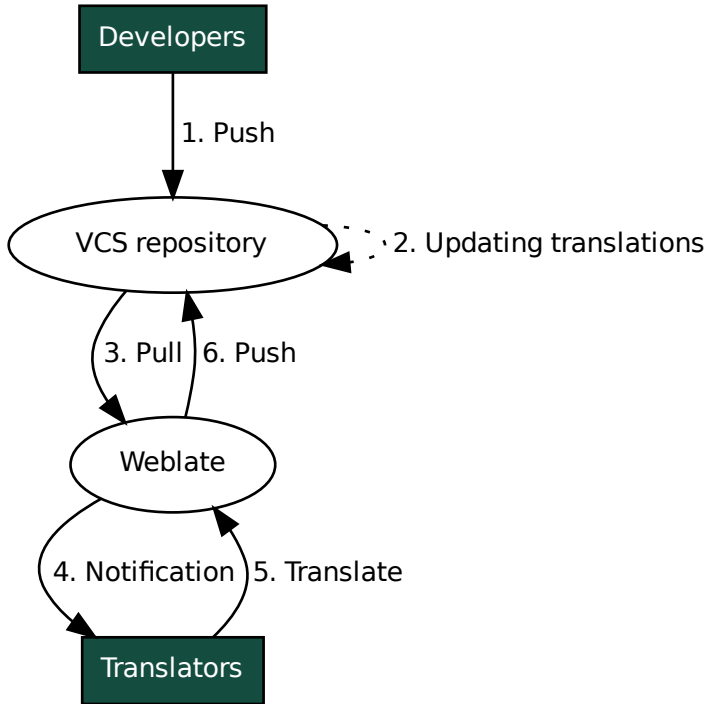 Developers
1. Push
VCS repository
2. Updating translations
3. Pull
6. Push
Weblate
4. Notification
5. Translate
Translators